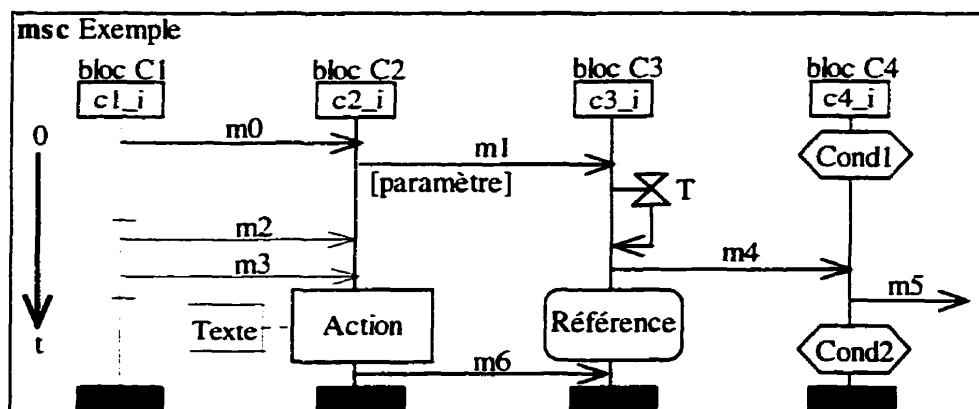 msc Exemple
bloc C1 bloc C2 bloc C3 bloc C4
c1_i c2_i c3_i c4_i
0 m0 Cond1
m1
[paramètre] T
m2
m3 m4
m5
Texte Action Référence
t Cond2
m6